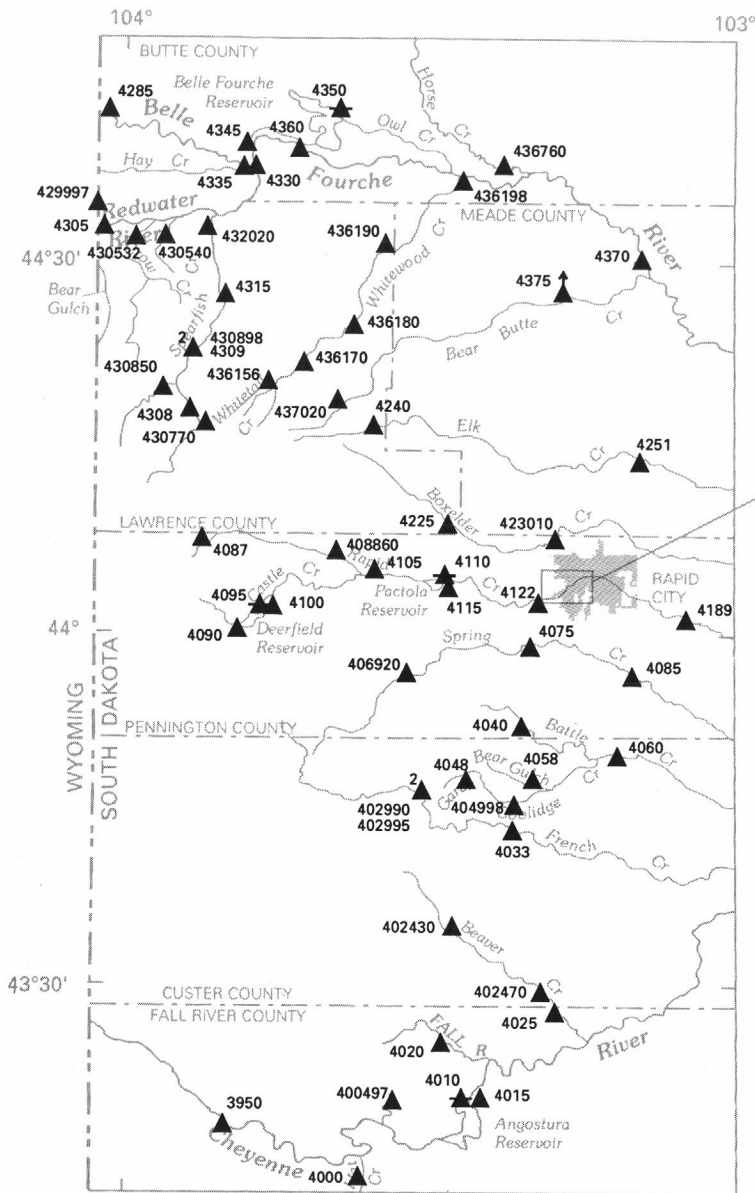 104°
103°
BUTTE COUNTY
Belle Fourche
Reservoir
4350
4285
Belle
Horse
Cr
Owl
Cr
4345
4360
436760
Hay Cr
4335
4330
Fourche
429997
436198
Redwater
River
MEADE COUNTY
4305
432020
430532
430540
Cr
436190
Cr
River
44°30'
4370
4375
Bear
Gulch
Cr
4315
Whitewood
Spearfish
436180
Bear Butte Cr
2
430898
4309
436170
430850
436156
4308
Whitetail
Cr
437020
430770
4240
Elk
Cr
4251
Boxelder
Cr
LAWRENCE COUNTY
4225
423010
4087
408860
Rapid
4105
4110
Castle
Cr
Cr
RAPID
CITY
4095
4100
Pactola
Reservoir
4115
4122
4189
44°
4090
Deerfield
Reservoir
Spring
4075
Cr
4085
406920
WYOMING
SOUTH DAKOTA
PENNINGTON COUNTY
4040
Battle
Cr
4060
4048
4058
Bear Gulch
Cr
2
402990
402995
404998
Coolidge
4033
French
Cr
402430
Beaver
Cr
43°30'
402470
CUSTER COUNTY
FALL RIVER COUNTY
4025
FALL R
River
4020
4010
4015
400497
3950
Angostura
Reservoir
Cheyenne
4000
Cr